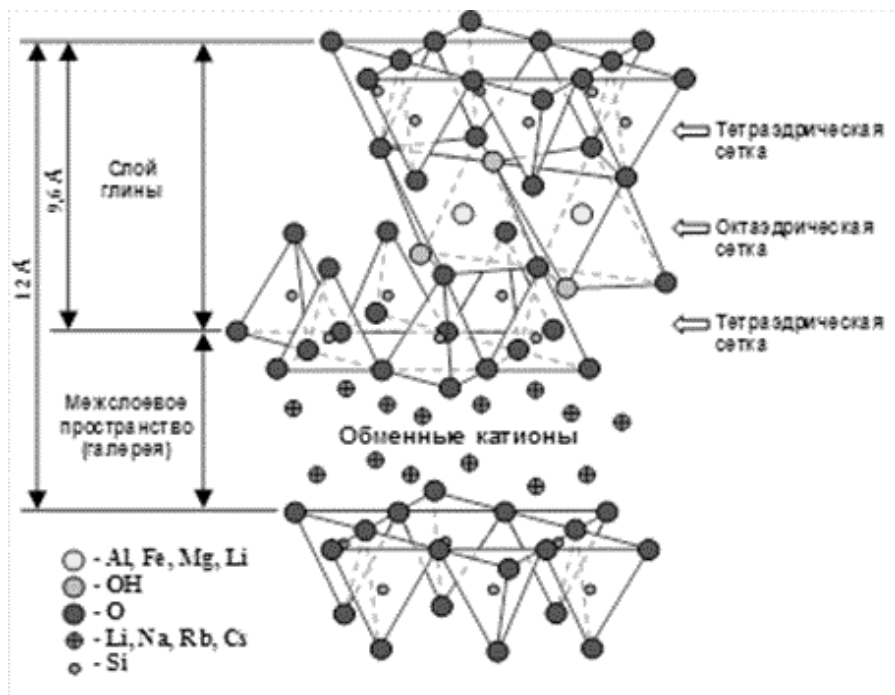 12 Å
9,6 Å
Слой
глины
Тетраэдрическая
сетка
Октаэдрическая
сетка
Тетраэдрическая
сетка
Межслоевое
пространство
(галерея)
Обменные катионы
- Al, Fe, Mg, Li
- OH
- O
- Li, Na, Rb, Cs
- Si